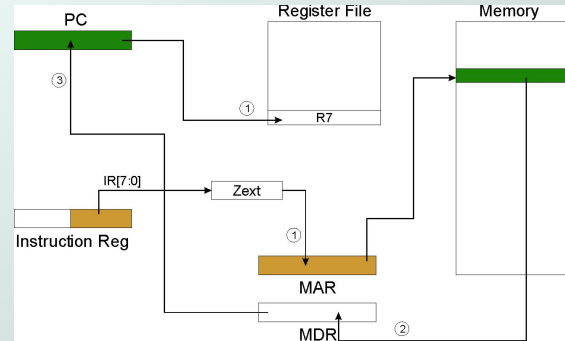 PC
Register File
Memory
③
①
R7
IR[7:0]
Zext
①
Instruction Reg
MAR
MDR
②